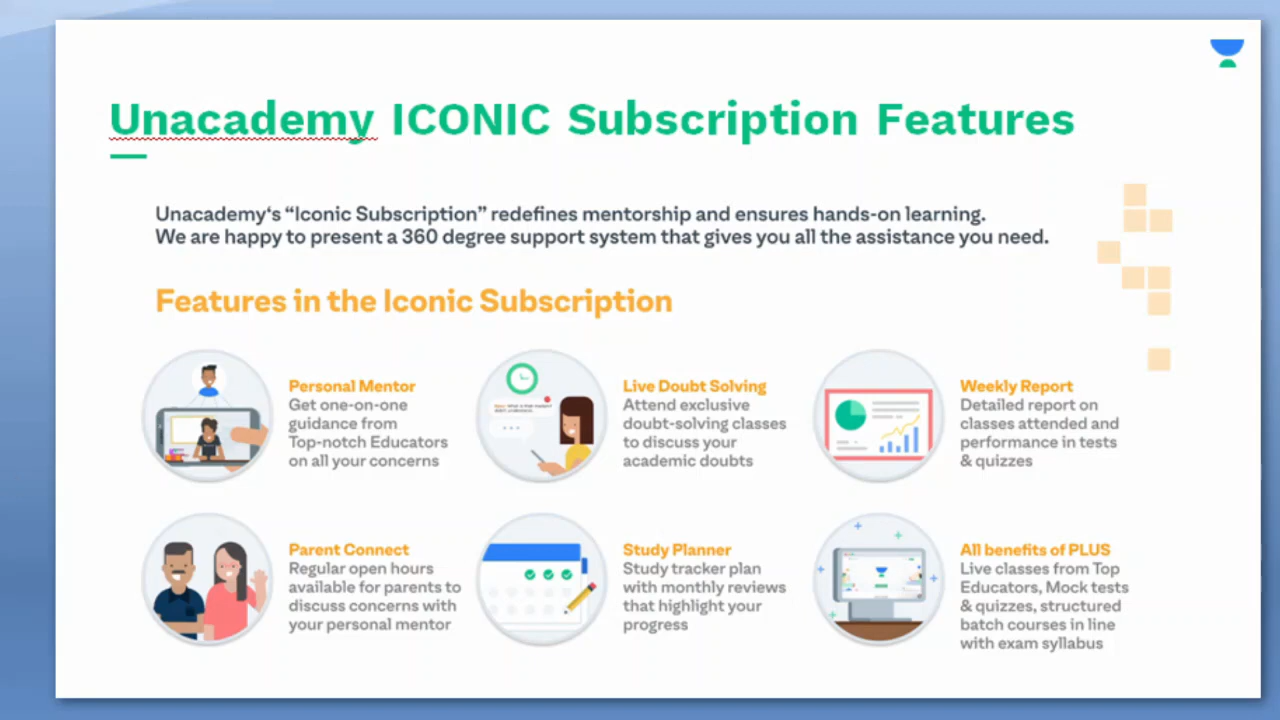 Unacademy ICONIC Subscription Features
Unacademy‘s “Iconic Subscription” redefines mentorship and ensures hands-on learning.
We are happy to present a 360 degree support system that gives you all the assistance you need.
Features in the Iconic Subscription
Personal Mentor
Get one-on-one
guidance from
Top-notch Educators
on all your concerns
Live Doubt Solving
Attend exclusive
doubt-solving classes
to discuss your
academic doubts
Weekly Report
Detailed report on
classes attended and
performance in tests
& quizzes
Parent Connect
Regular open hours
available for parents to
discuss concerns with
your personal mentor
Study Planner
Study tracker plan
with monthly reviews
that highlight your
progress
All benefits of PLUS
Live classes from Top
Educators, Mock tests
& quizzes, structured
batch courses in line
with exam syllabus